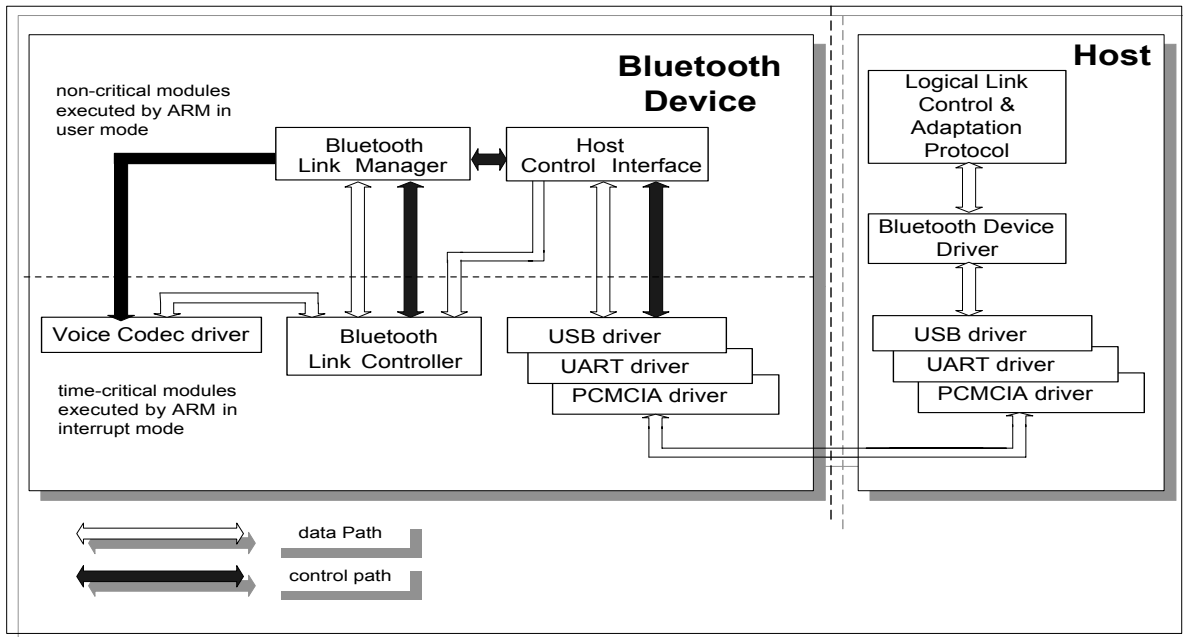 Bluetooth
Device
Host
non-critical modules
executed by ARM in
user mode
Bluetooth
Link Manager
Host
Control Interface
Logical Link
Control &
Adaptation
Protocol
Bluetooth Device
Driver
Voice Codec driver
Bluetooth
Link Controller
USB driver
UART driver
PCMCIA driver
USB driver
UART driver
PCMCIA driver
time-critical modules
executed by ARM in
interrupt mode
data Path
control path